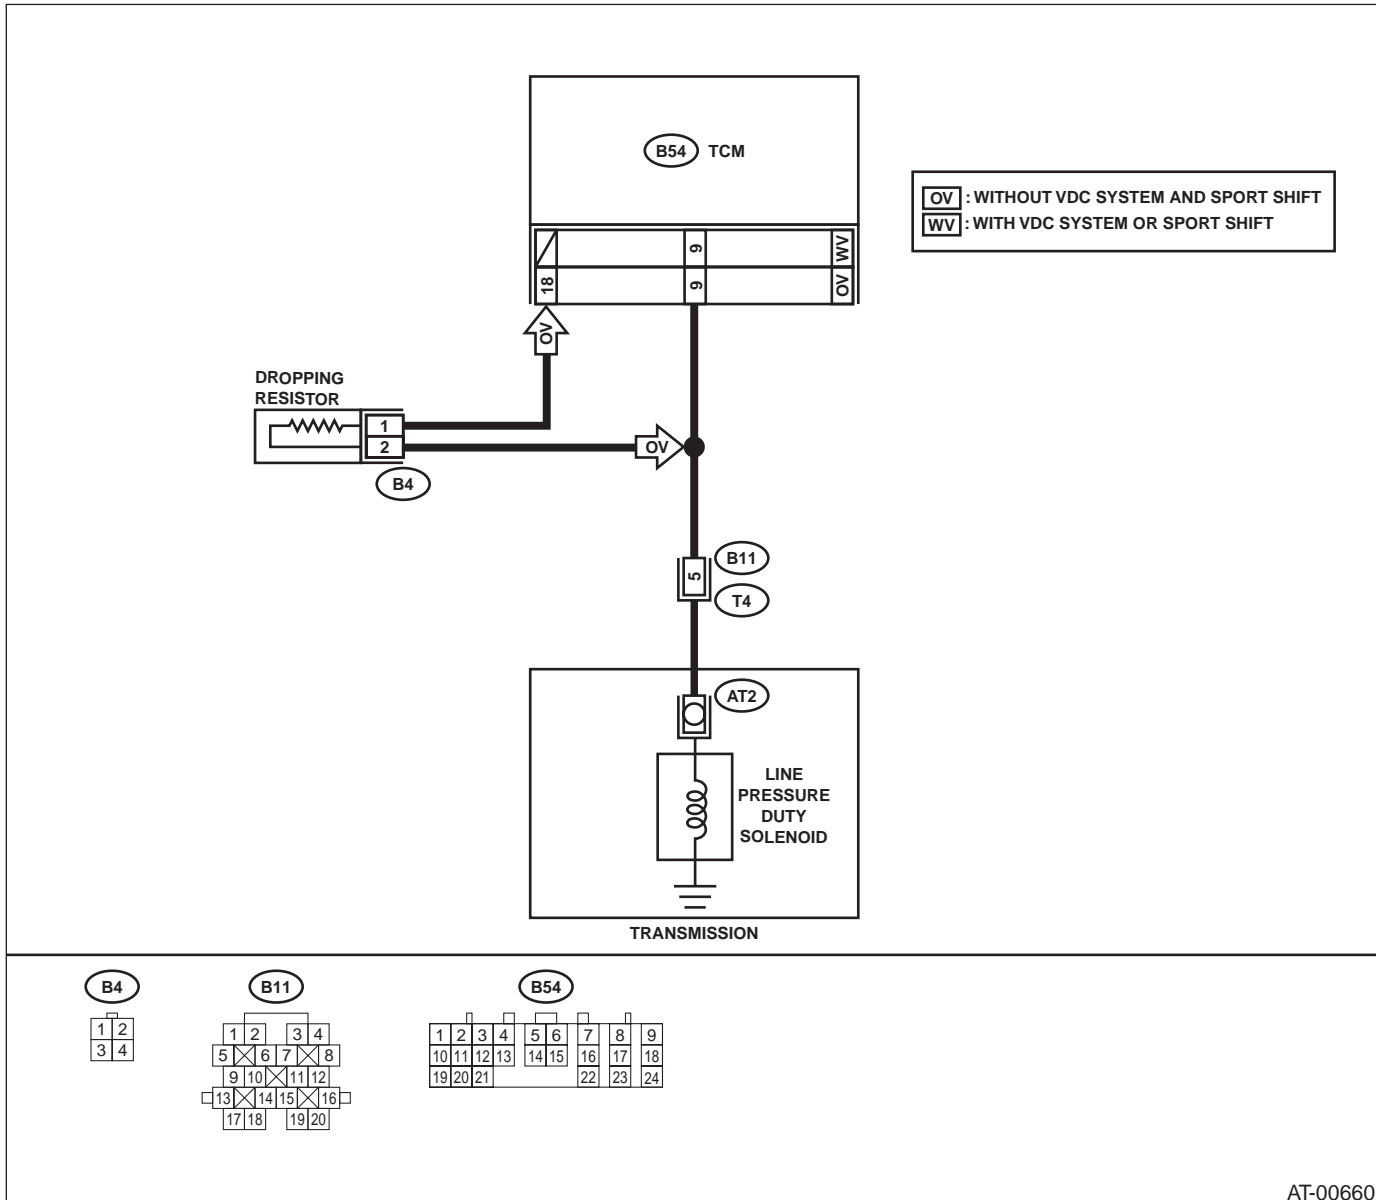 B54 TCM
OV : WITHOUT VDC SYSTEM AND SPORT SHIFT
WV : WITH VDC SYSTEM OR SPORT SHIFT
9 WV
18 9 OV
OV
DROPPING
RESISTOR
1
2 OV
B4
B11
5
T4
AT2
LINE
PRESSURE
DUTY
SOLENOID
TRANSMISSION
B4
1 2
3 4
B11
1 2 3 4
5 6 7 8
9 10 11 12
13 14 15 16
17 18 19 20
B54
1 2 3 4 5 6 7 8 9
10 11 12 13 14 15 16 17 18
19 20 21 22 23 24
AT-00660